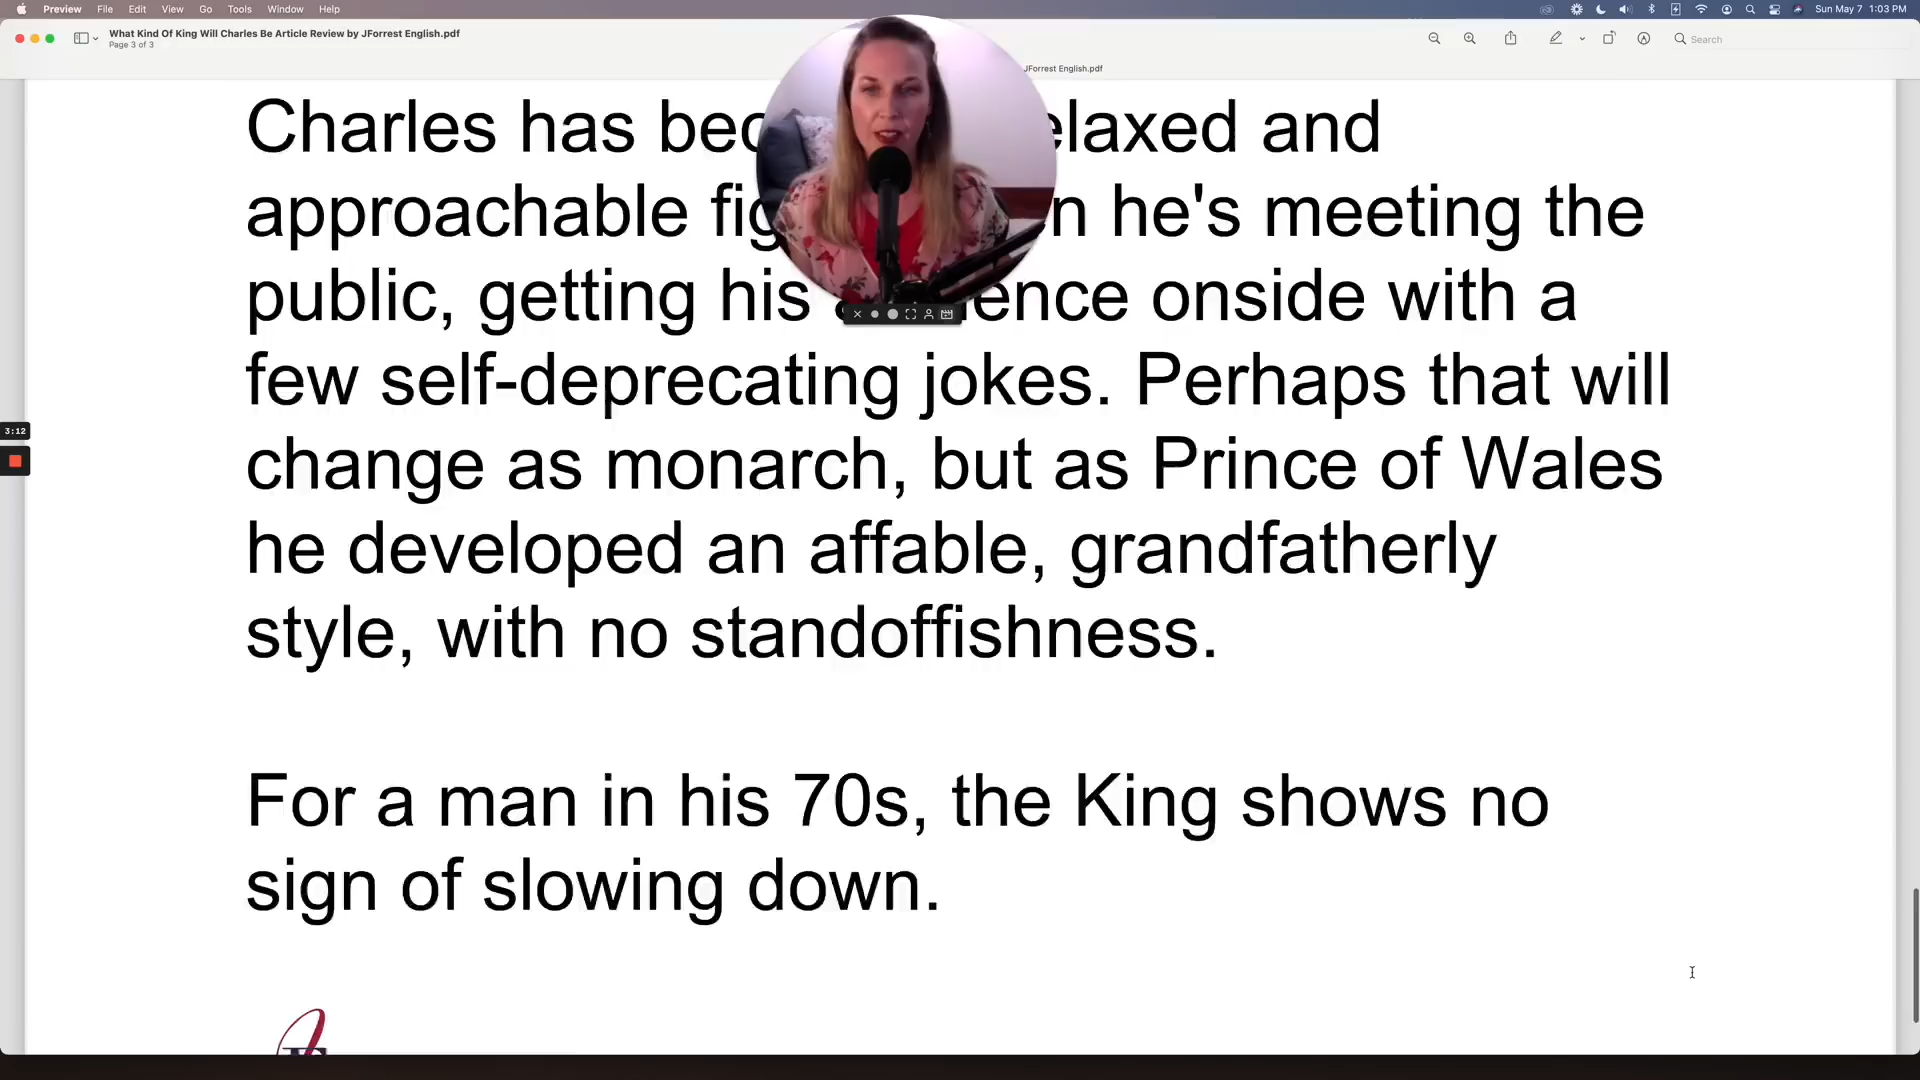 Preview File Edit View Go Tools Window Help
Sun May 7 1:03 PM
What Kind Of King Will Charles Be Article Review by JForrest English.pdf
Page 3 of 3
Search
JForrest English.pdf
Charles has and
approachable he's meeting the
public, getting his onside with a
few self-deprecating jokes. Perhaps that will
3:12
change as monarch, but as Prince of Wales
he developed an affable, grandfatherly
style, with no standoffishness.
For a man in his 70s, the King shows no
sign of slowing down.